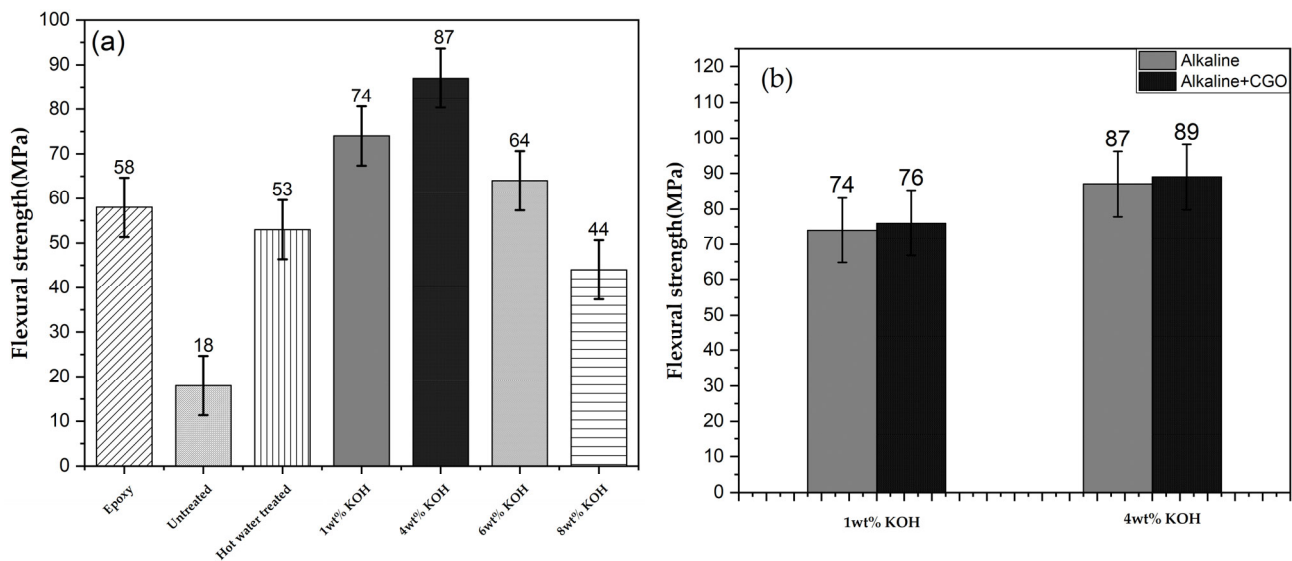 (a)
Flexural strength(MPa)
100
90
80
70
60
50
40
30
20
10
0
58
18
53
74
87
64
44
Epoxy
Untreated
Hot water treated
1wt% KOH
4wt% KOH
6wt% KOH
8wt% KOH
(b)
Alkaline
Alkaline+CGO
Flexural strength(MPa)
120
110
100
90
80
70
60
50
40
30
20
10
0
74
76
87
89
1wt% KOH
4wt% KOH